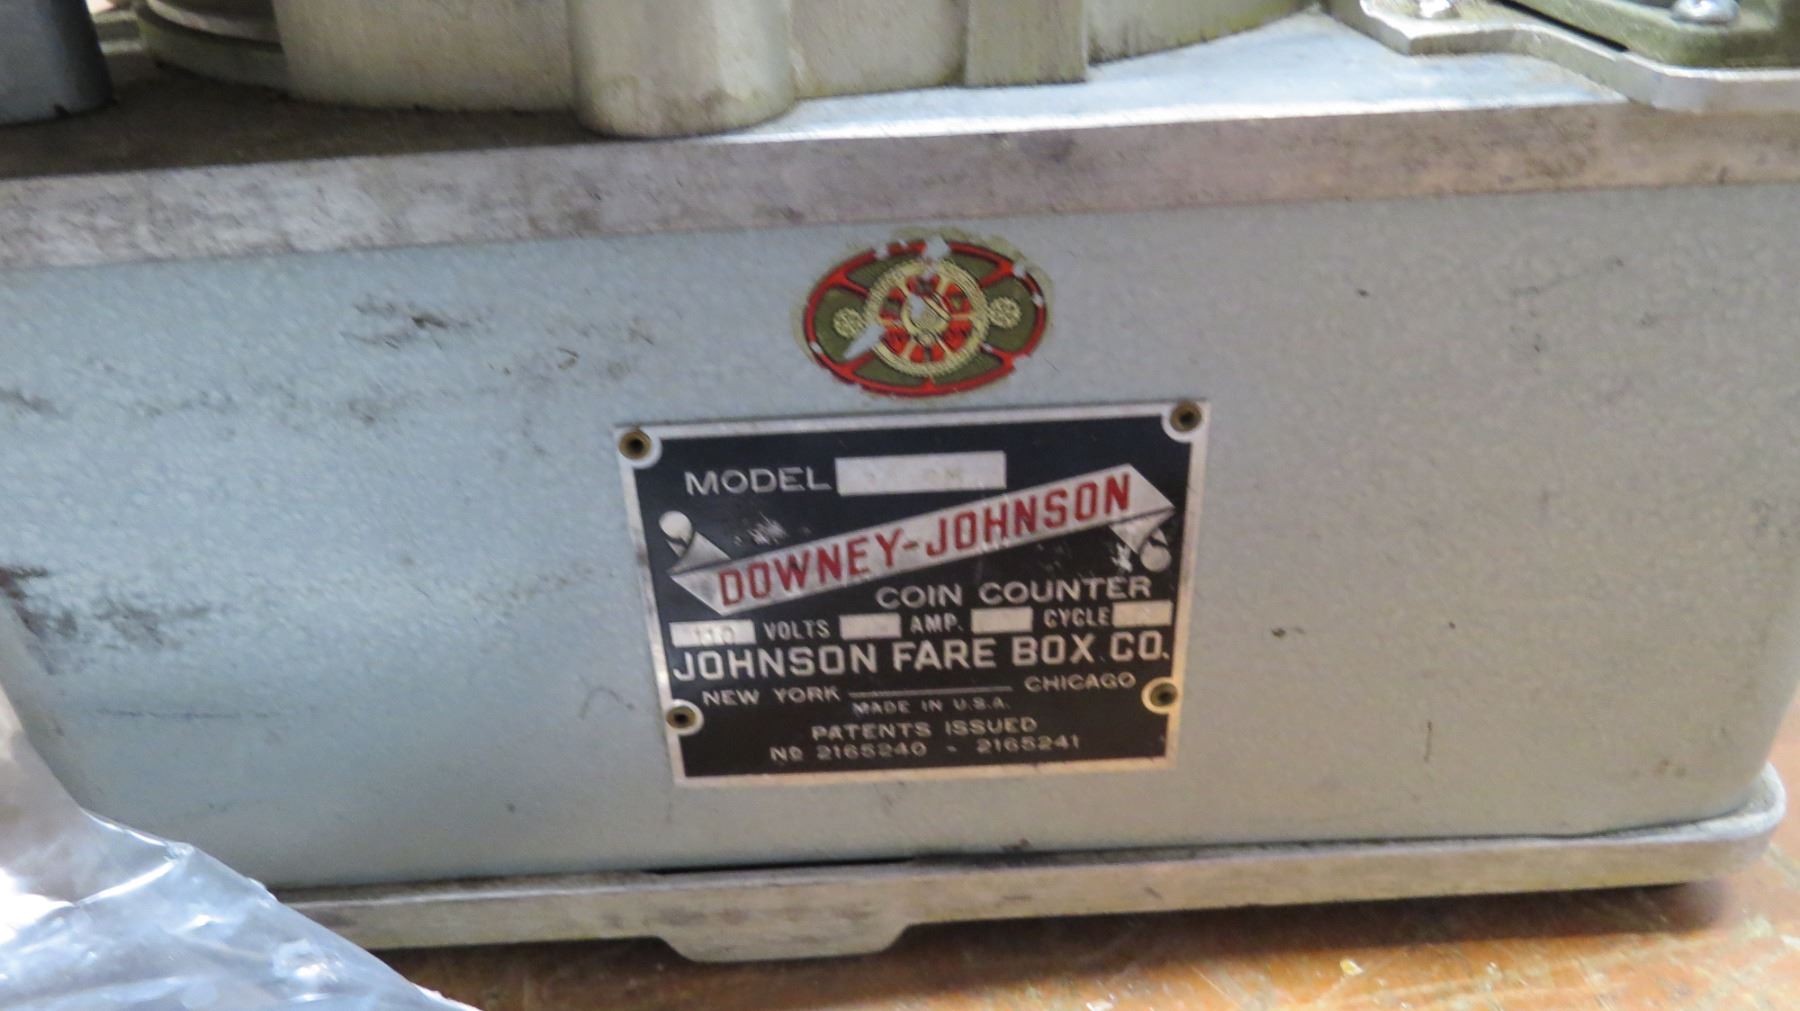 MODEL
DOWNEY-JOHNSON
COIN COUNTER
110 VOLTS AMP. CYCLE
JOHNSON FARE BOX CO.
NEW YORK CHICAGO
MADE IN U.S.A.
PATENTS ISSUED
No 2165240 - 2165241